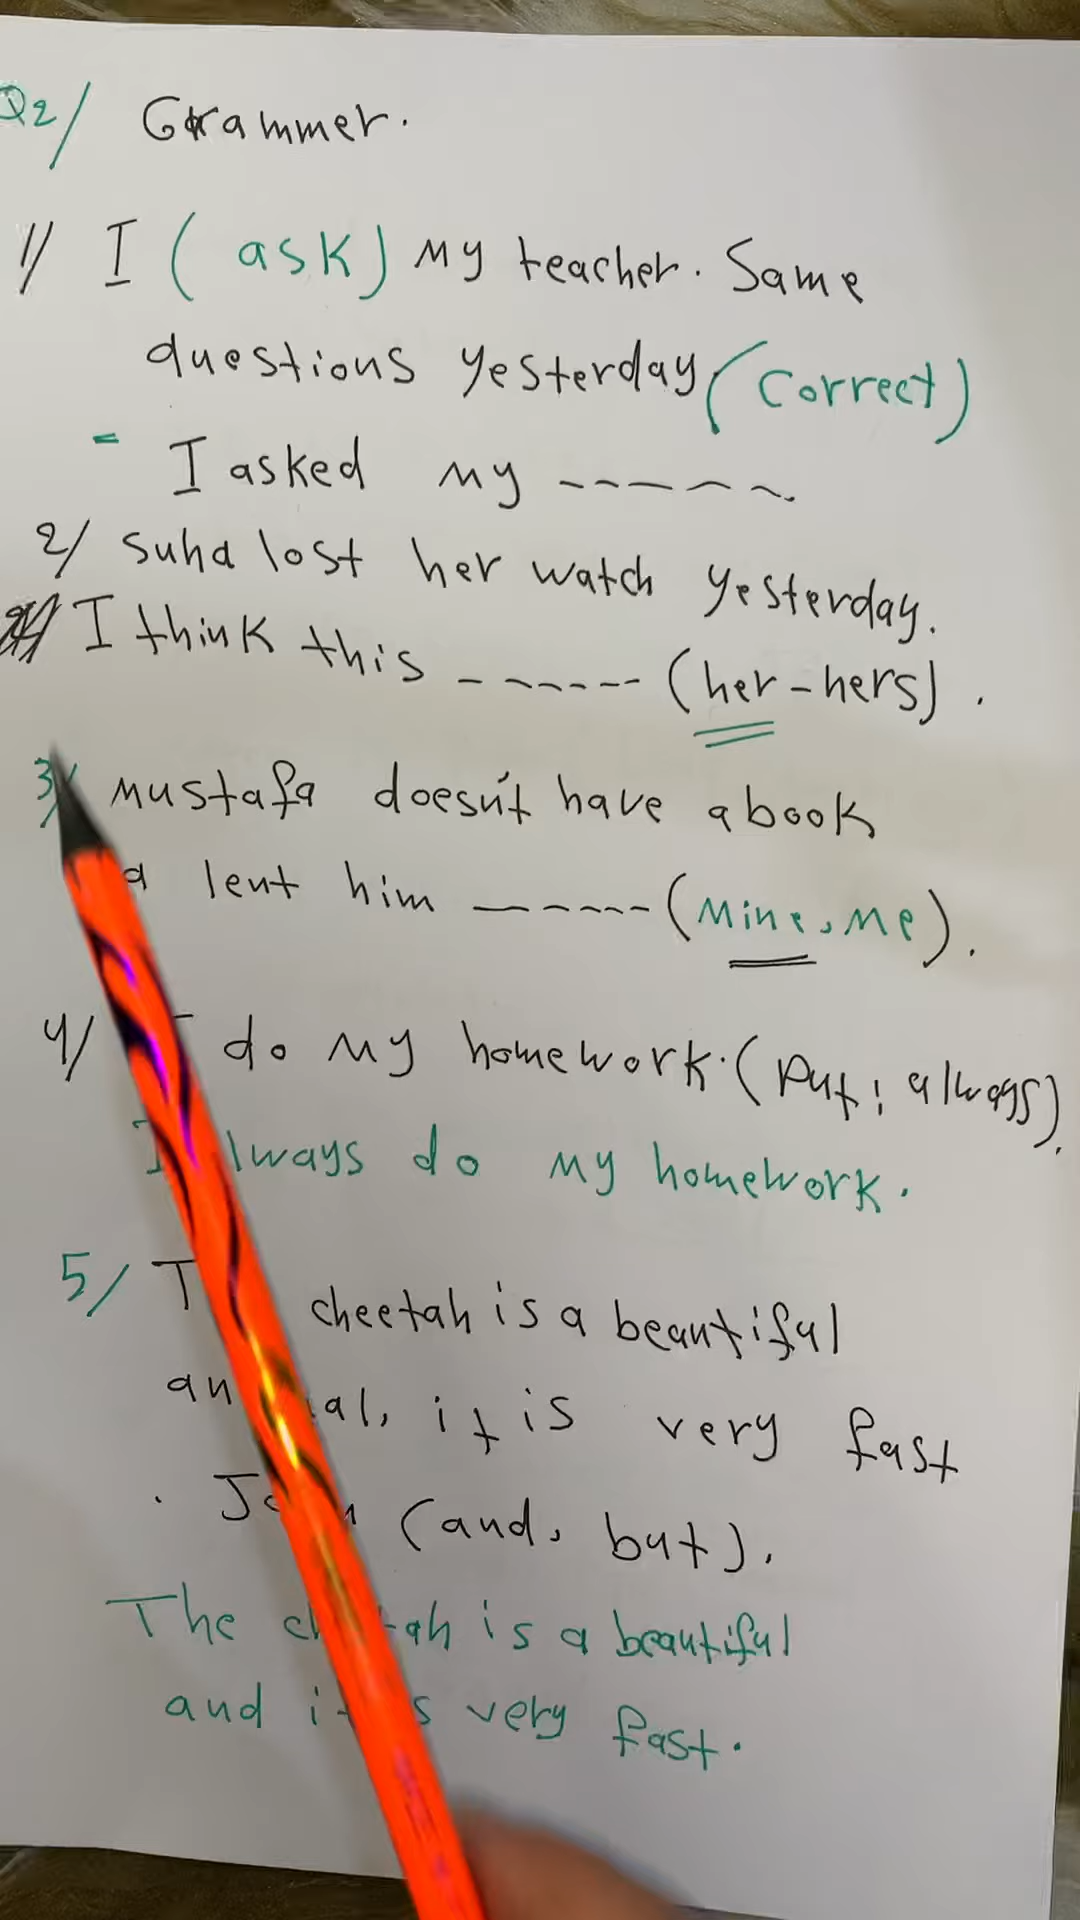 Q2/ Grammer.
1/ I (ask) my teacher. Same
questions yesterday (Correct)
- I asked my -----.
2/ suha lost her watch yesterday.
I think this ------ (her-hers).
3/ mustafa doesn't have a book
lent him ------ (Mine, Me).
4/ do my homework. (Put: always).
I lways do my homework.
5/ T cheetah is a beautiful
an al, it is very fast
. J (and, but).
The ch ah is a beautiful
and i s very fast.